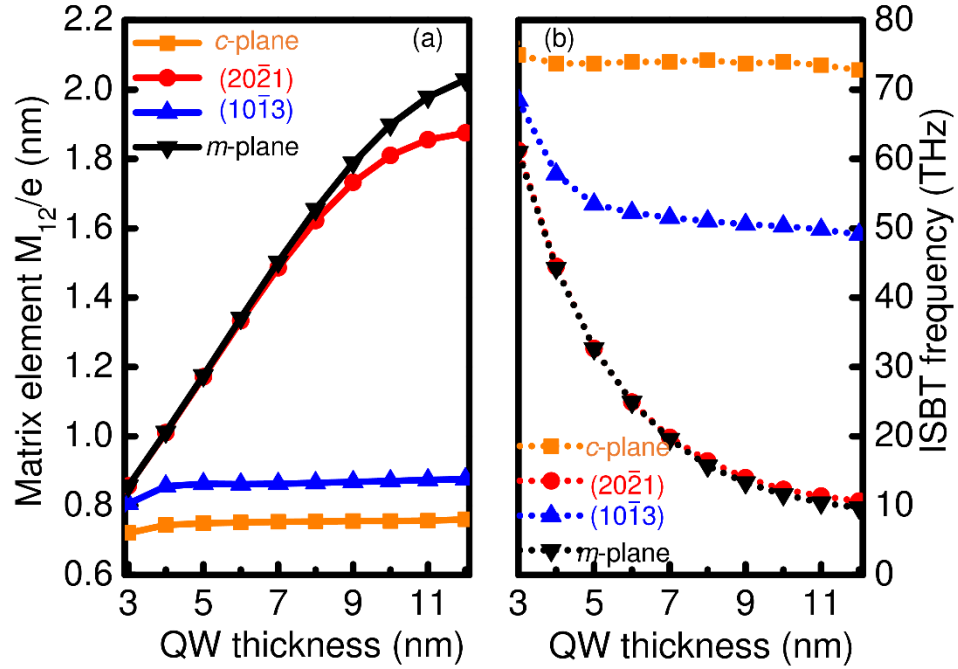 Matrix element M₁₂/e (nm)
2.2
2.0
1.8
1.6
1.4
1.2
1.0
0.8
0.6
(a)
c-plane
(202̄1)
(101̄3)
m-plane
3 5 7 9 11
QW thickness (nm)
(b)
c-plane
(202̄1)
(101̄3)
m-plane
3 5 7 9 11
QW thickness (nm)
80
70
60
50
40
30
20
10
0
ISBT frequency (THz)